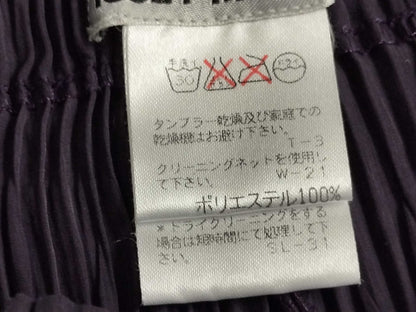 30
タンブラー乾燥及び家庭での
乾燥機はお避け下さい。
T-3
クリーニングネットを使用し
て下さい。 W-21
ポリエステル100%
*ドライクリーニングをする
場合は短時間にて処理して下
さい。 SL-31